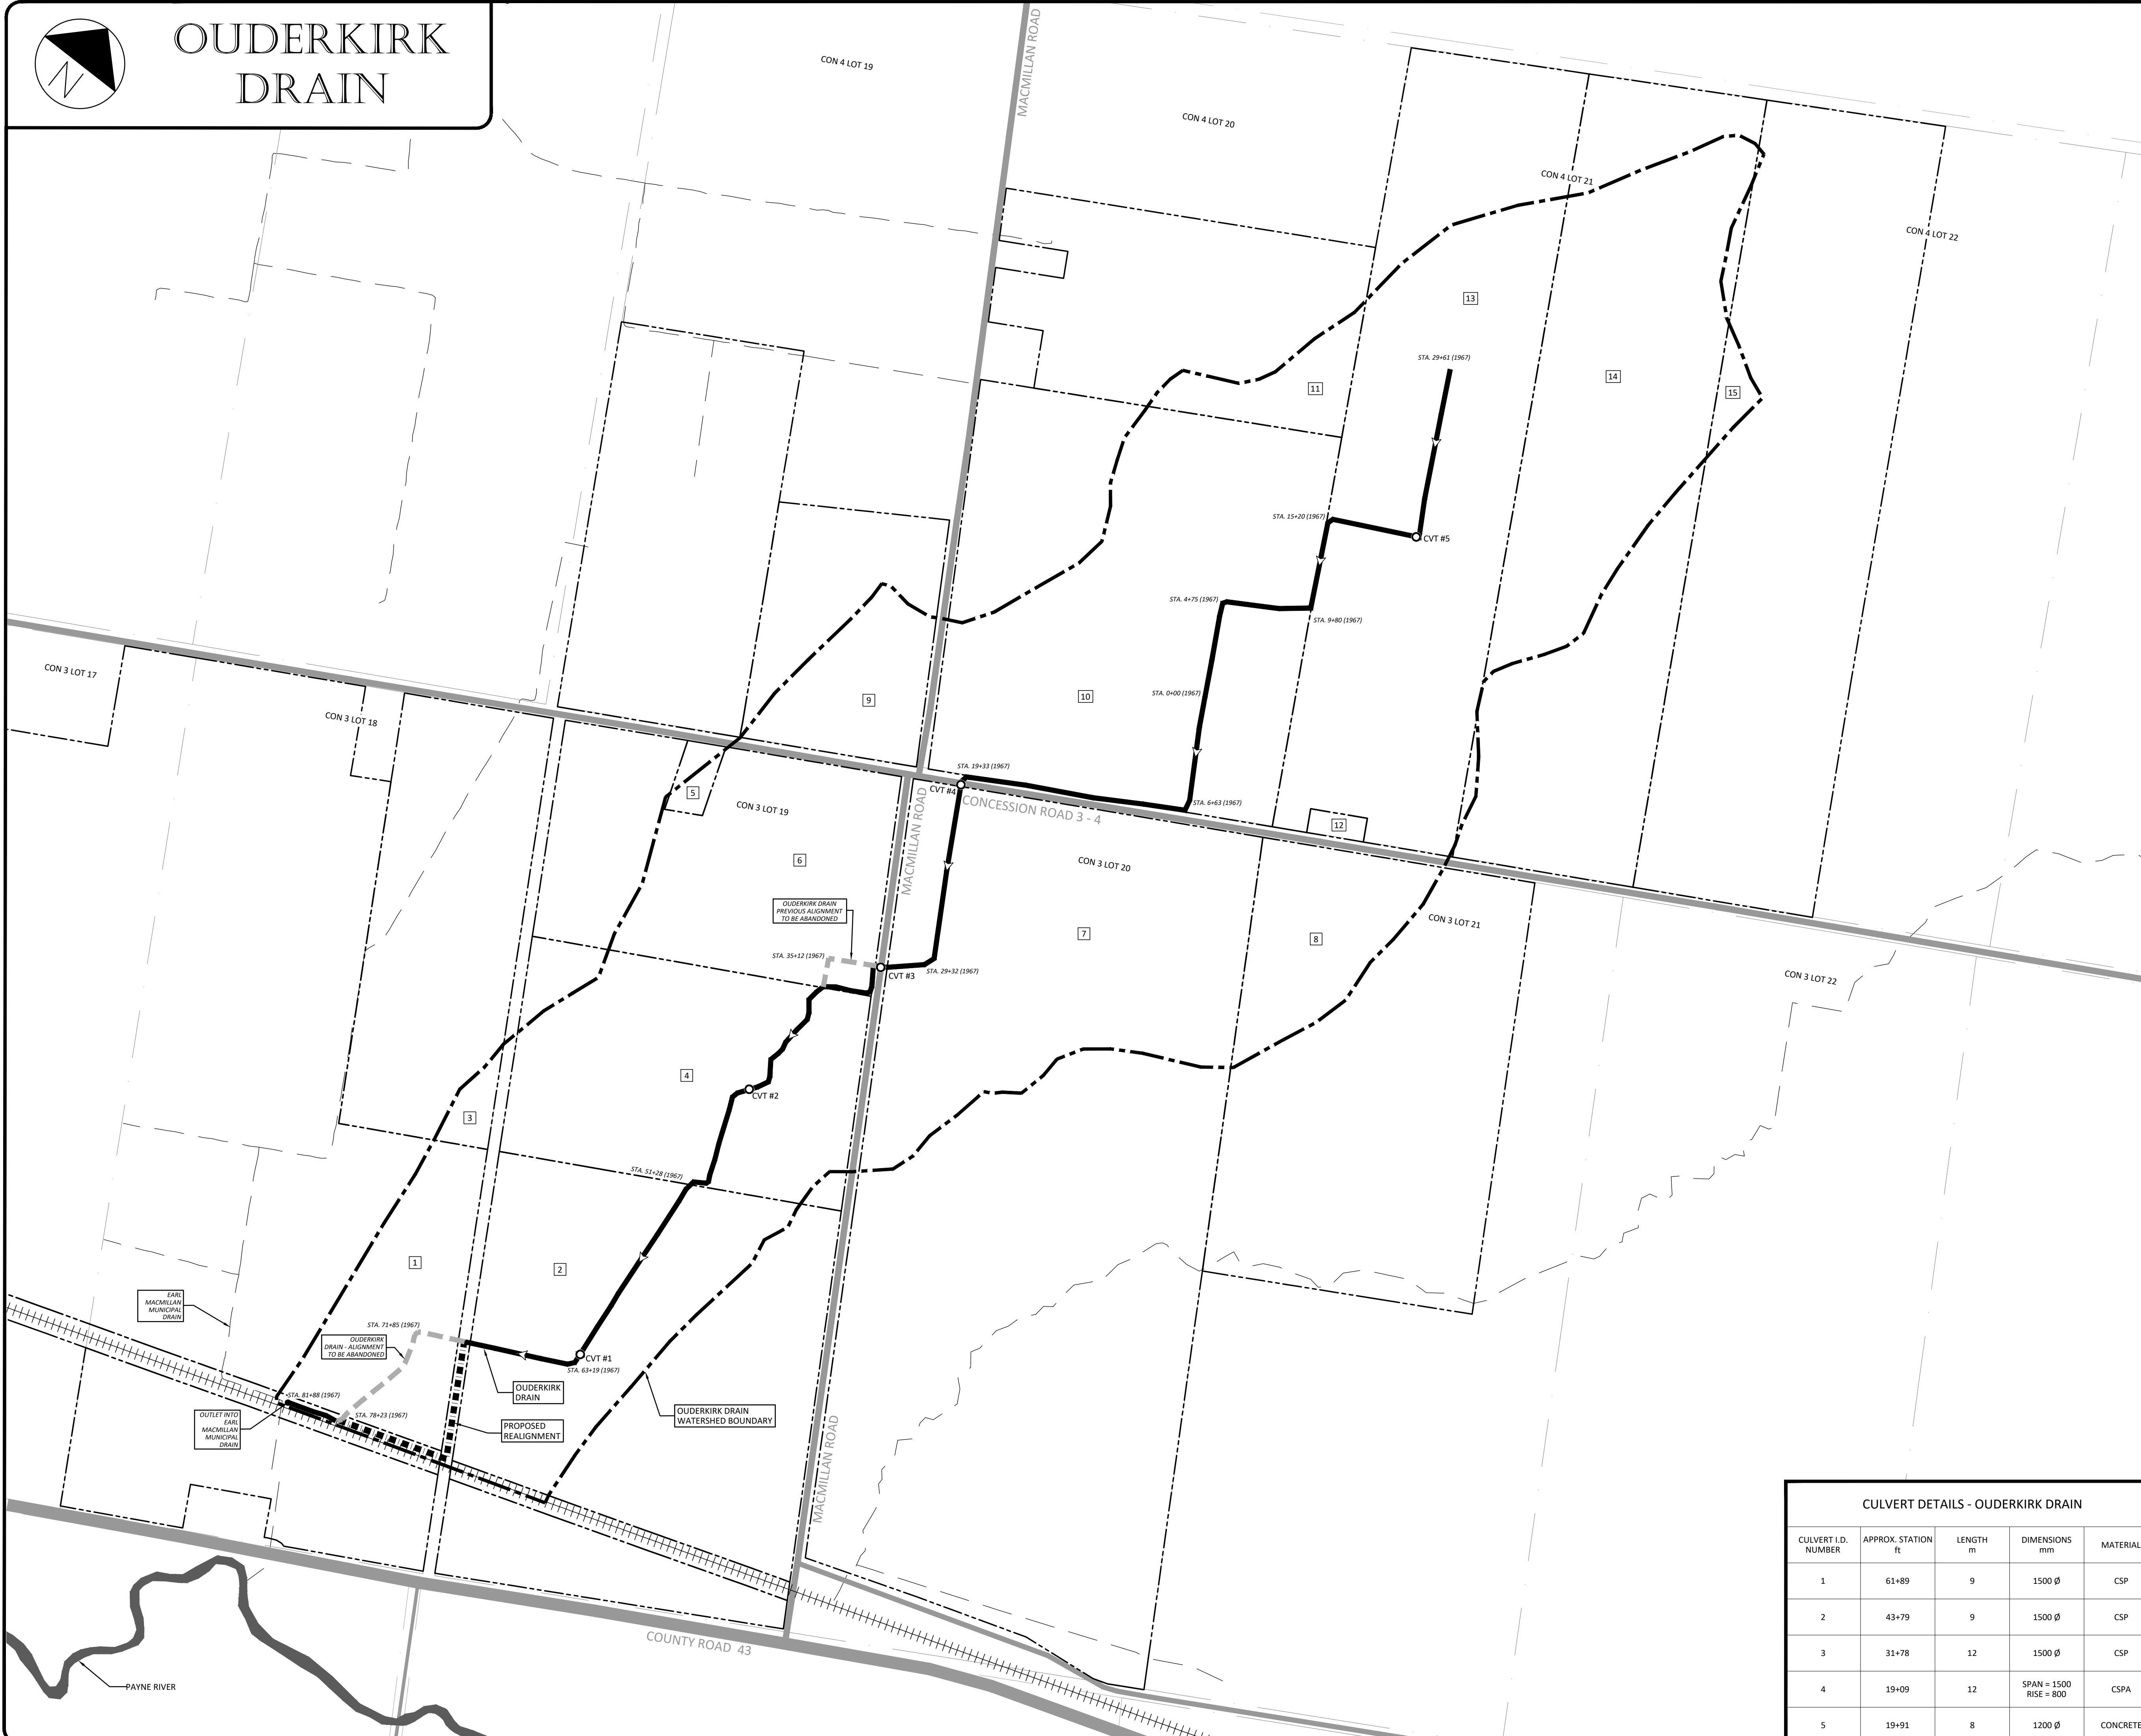 OUDERKIRK
DRAIN
N
CON 4 LOT 19
MACMILLAN ROAD
CON 4 LOT 20
CON 4 LOT 21
CON 4 LOT 22
13
STA. 29+61 (1967)
11
14
15
STA. 15+20 (1967)
CVT #5
STA. 4+75 (1967)
STA. 9+80 (1967)
CON 3 LOT 17
STA. 0+00 (1967)
9
10
CON 3 LOT 18
STA. 19+33 (1967)
CVT #4
5
CON 3 LOT 19
STA. 6+63 (1967)
CONCESSION ROAD 3 - 4
12
MACMILLAN ROAD
6
CON 3 LOT 20
OUDERKIRK DRAIN
PREVIOUS ALIGNMENT
TO BE ABANDONED
7
8
CON 3 LOT 21
STA. 35+12 (1967)
CVT #3
STA. 29+32 (1967)
CON 3 LOT 22
4
CVT #2
3
STA. 51+28 (1967)
1
2
EARL
MACMILLAN
MUNICIPAL
DRAIN
STA. 71+85 (1967)
OUDERKIRK
DRAIN - ALIGNMENT
TO BE ABANDONED
CVT #1
STA. 63+19 (1967)
STA. 81+88 (1967)
OUDERKIRK
DRAIN
OUTLET INTO
EARL
MACMILLAN
MUNICIPAL
DRAIN
STA. 78+23 (1967)
PROPOSED
REALIGNMENT
OUDERKIRK DRAIN
WATERSHED BOUNDARY
MACMILLAN ROAD
COUNTY ROAD 43
PAYNE RIVER
CULVERT DETAILS - OUDERKIRK DRAIN
CULVERT I.D. NUMBER APPROX. STATION ft LENGTH m DIMENSIONS mm MATERIAL
1 61+89 9 1500 Ø CSP
2 43+79 9 1500 Ø CSP
3 31+78 12 1500 Ø CSP
4 19+09 12 SPAN = 1500 RISE = 800 CSPA
5 19+91 8 1200 Ø CONCRETE